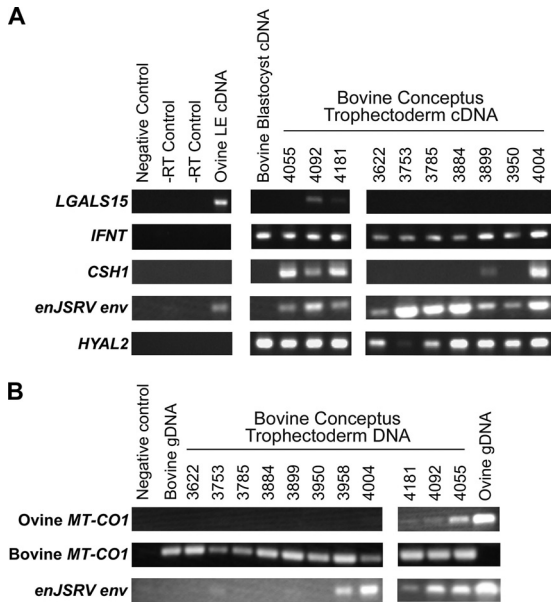 A
Negative Control
-RT Control
-RT Control
Ovine LE cDNA
Bovine Blastocyst cDNA
Bovine Conceptus
Trophectoderm cDNA
4055
4092
4181
3622
3753
3785
3884
3899
3950
4004
LGALS15
IFNT
CSH1
enJSRV env
HYAL2
B
Negative control
Bovine gDNA
Bovine Conceptus
Trophectoderm DNA
3622
3753
3785
3884
3899
3950
3958
4004
4181
4092
4055
Ovine gDNA
Ovine MT-CO1
Bovine MT-CO1
enJSRV env